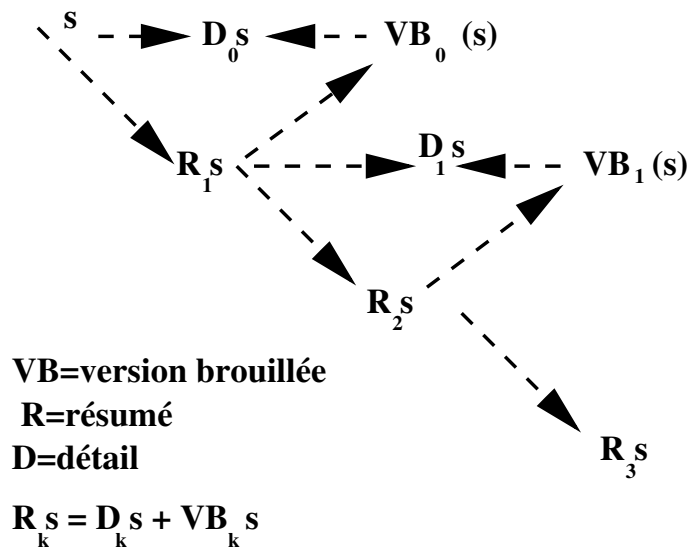 s D₀s VB₀ (s)
R₁s D₁s VB₁ (s)
R₂s
VB=version brouillée
R=résumé
D=détail
R₃s
Rₖs = Dₖs + VBₖs